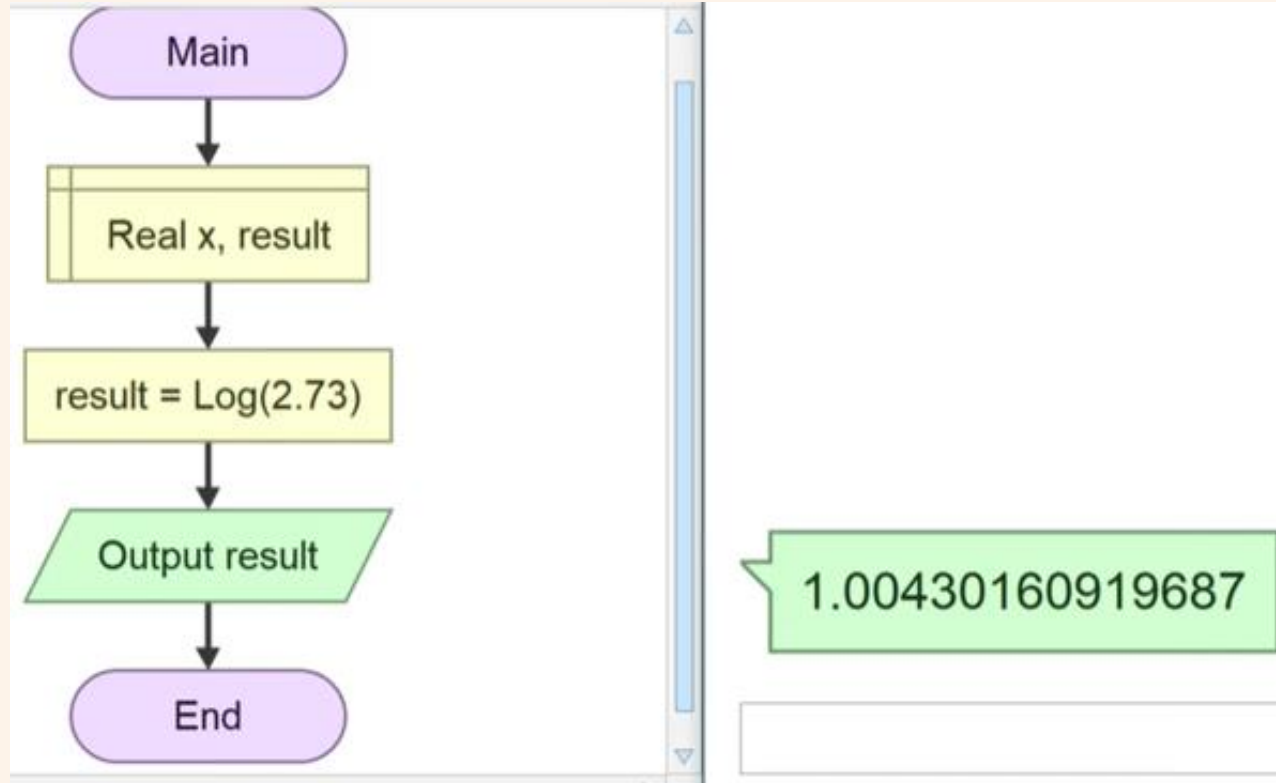 Main
Real x, result
result = Log(2.73)
Output result
End
1.00430160919687